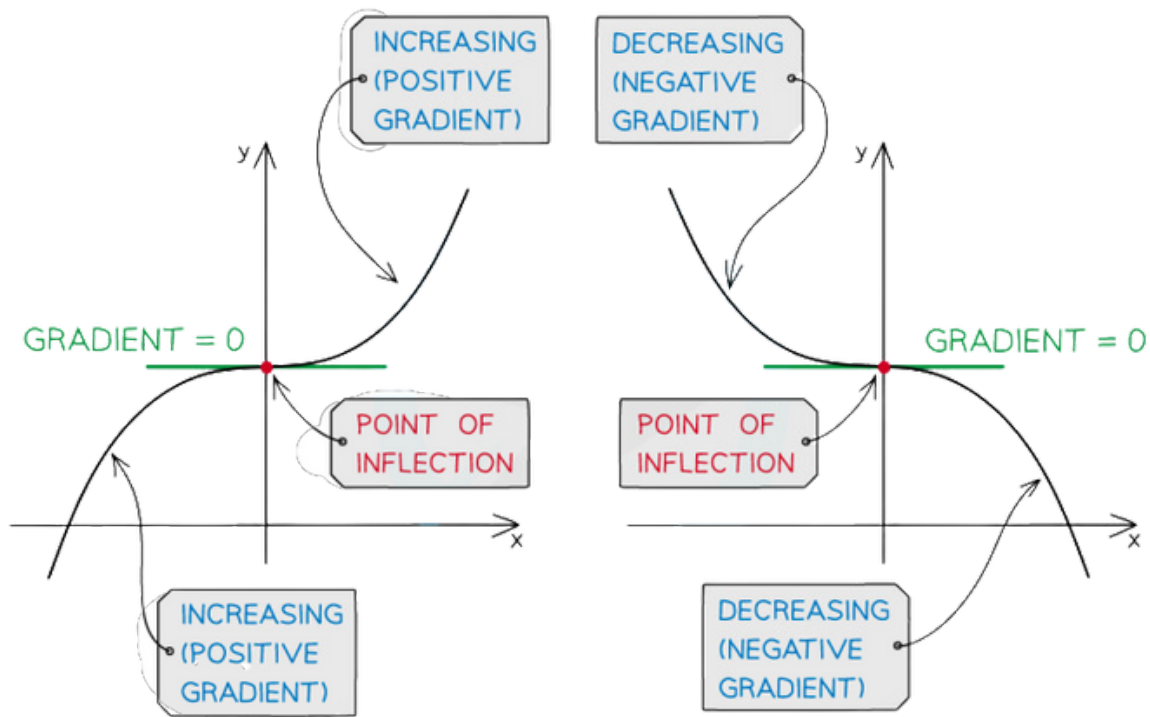 INCREASING
(POSITIVE
GRADIENT)
DECREASING
(NEGATIVE
GRADIENT)
y
y
GRADIENT = 0
GRADIENT = 0
POINT OF
INFLECTION
POINT OF
INFLECTION
x
x
INCREASING
(POSITIVE
GRADIENT)
DECREASING
(NEGATIVE
GRADIENT)